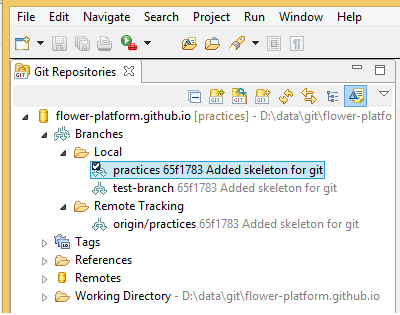 File Edit Navigate Search Project Run Window Help
Git Repositories
flower-platform.github.io [practices] - D:\data\git\flower-platfo
Branches
Local
practices 65f1783 Added skeleton for git
test-branch 65f1783 Added skeleton for git
Remote Tracking
origin/practices 65f1783 Added skeleton for git
Tags
References
Remotes
Working Directory - D:\data\git\flower-platform.github.io